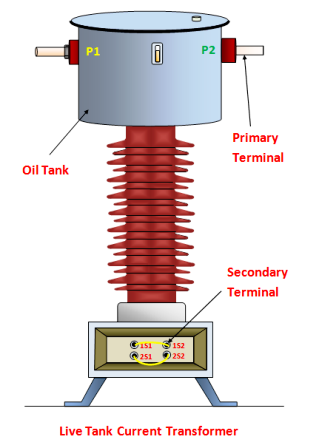 P1
P2
Primary
Terminal
Oil Tank
Secondary
Terminal
1S1 1S2
2S1 2S2
Live Tank Current Transformer